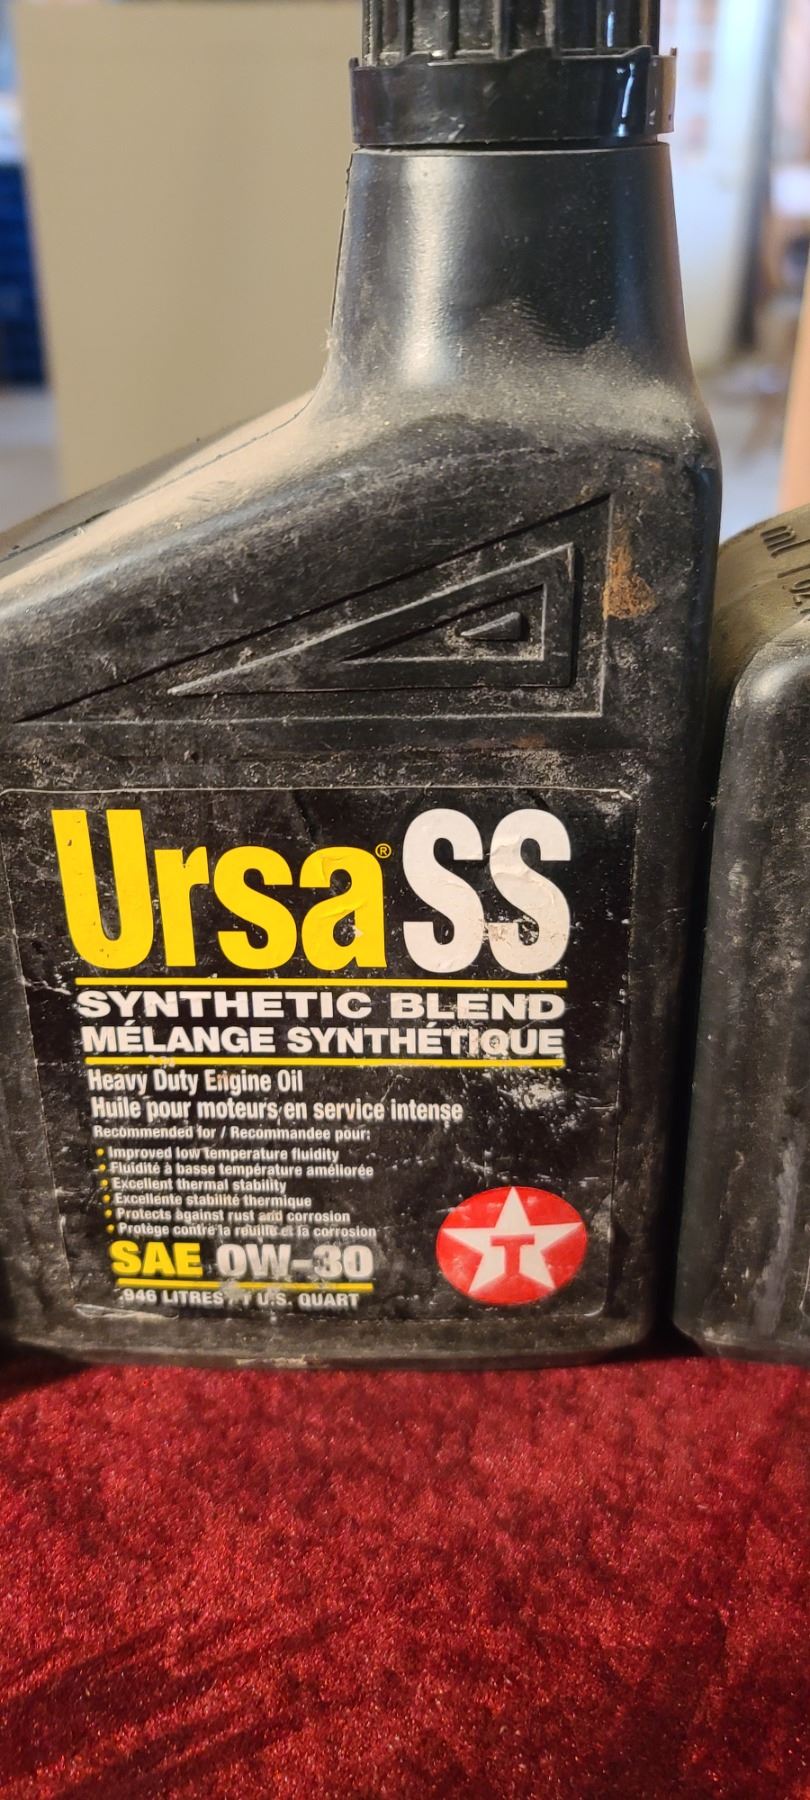 Ursa® SS
SYNTHETIC BLEND
MÉLANGE SYNTHÉTIQUE
Heavy Duty Engine Oil
Huile pour moteurs en service intense
Recommended for / Recommandee pour:
• Improved low temperature fluidity
• Fluidité à basse température améliorée
• Excellent thermal stability
• Excellente stabilité thermique
• Protects against rust and corrosion
• Protège contre la rouille et la corrosion
SAE 0W-30
.946 LITRES / 1 U.S. QUART
T
ml